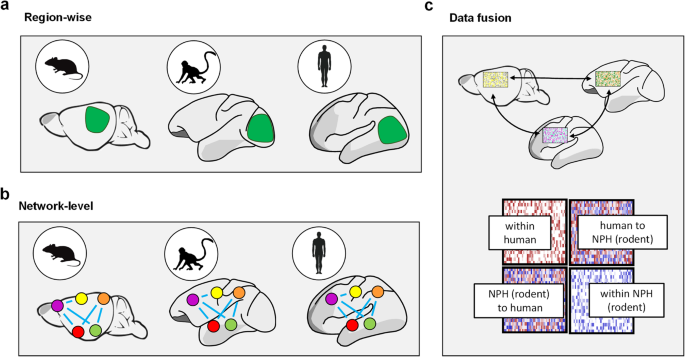 a
Region-wise
b
Network-level
c
Data fusion
within
human
human to
NPH (rodent)
NPH (rodent)
to human
within NPH
(rodent)